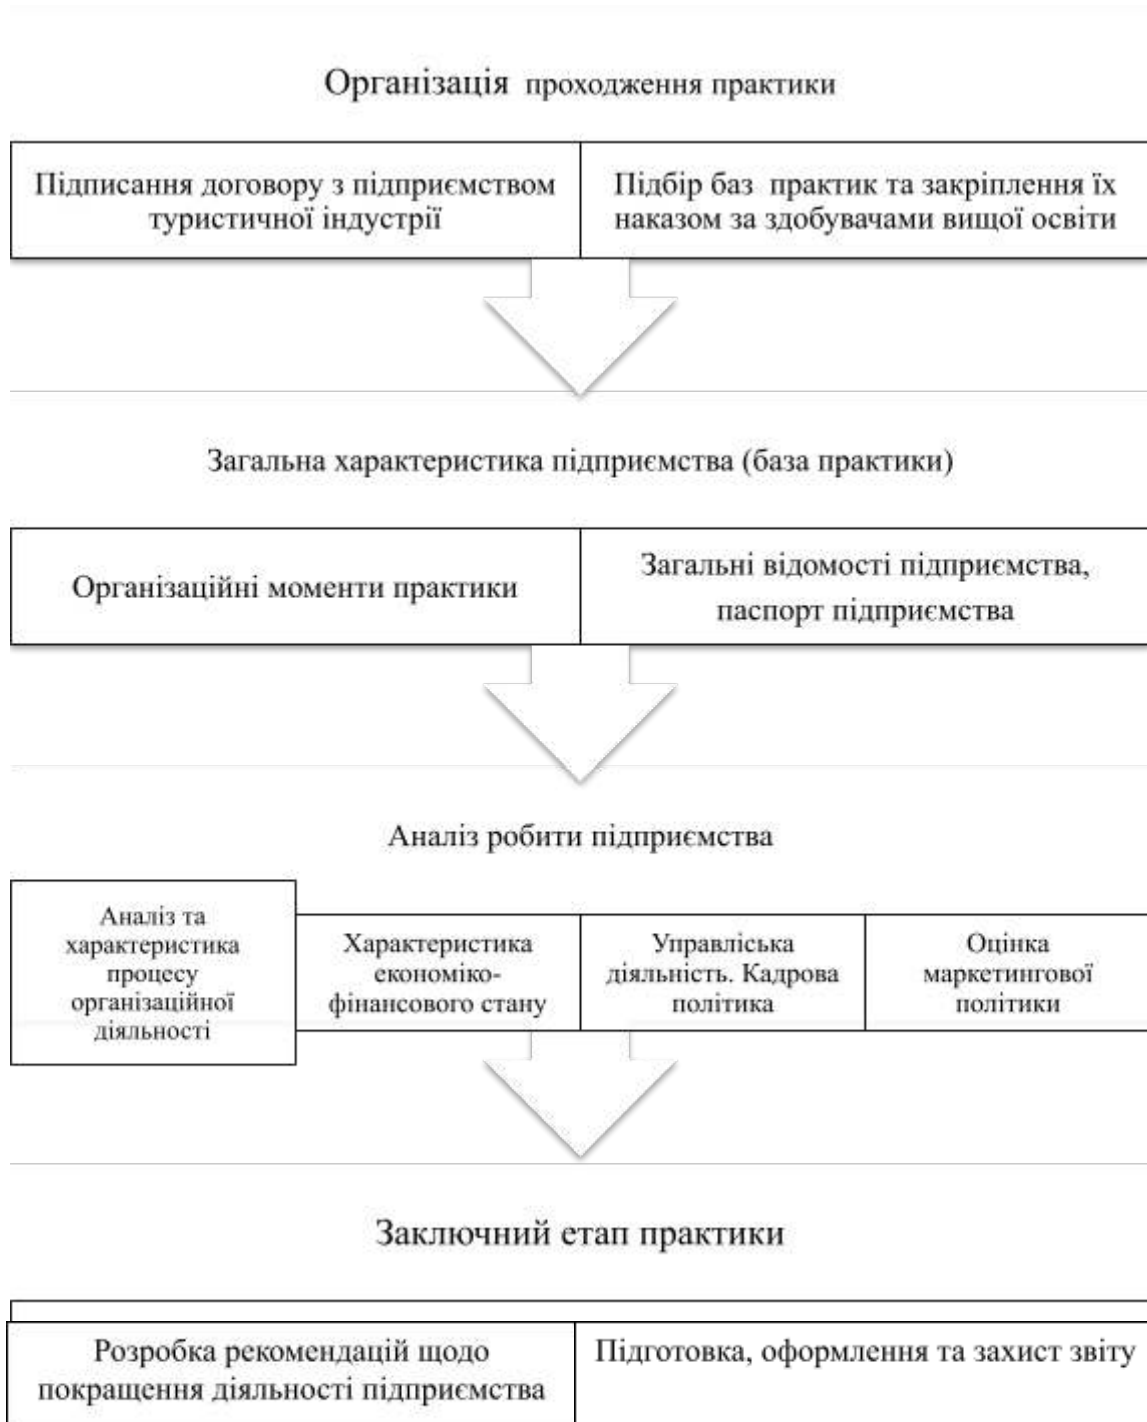 Організація проходження практики
Підписання договору з підприємством
туристичної індустрії
Підбір баз практик та закріплення їх
наказом за здобувачами вищої освіти
Загальна характеристика підприємства (база практики)
Організаційні моменти практики
Загальні відомості підприємства,
паспорт підприємства
Аналіз робити підприємства
Аналіз та
характеристика
процесу
організаційної
діяльності
Характеристика
економіко-
фінансового стану
Управліська
діяльність. Кадрова
політика
Оцінка
маркетингової
політики
Заключний етап практики
Розробка рекомендацій щодо
покращення діяльності підприємства
Підготовка, оформлення та захист звіту